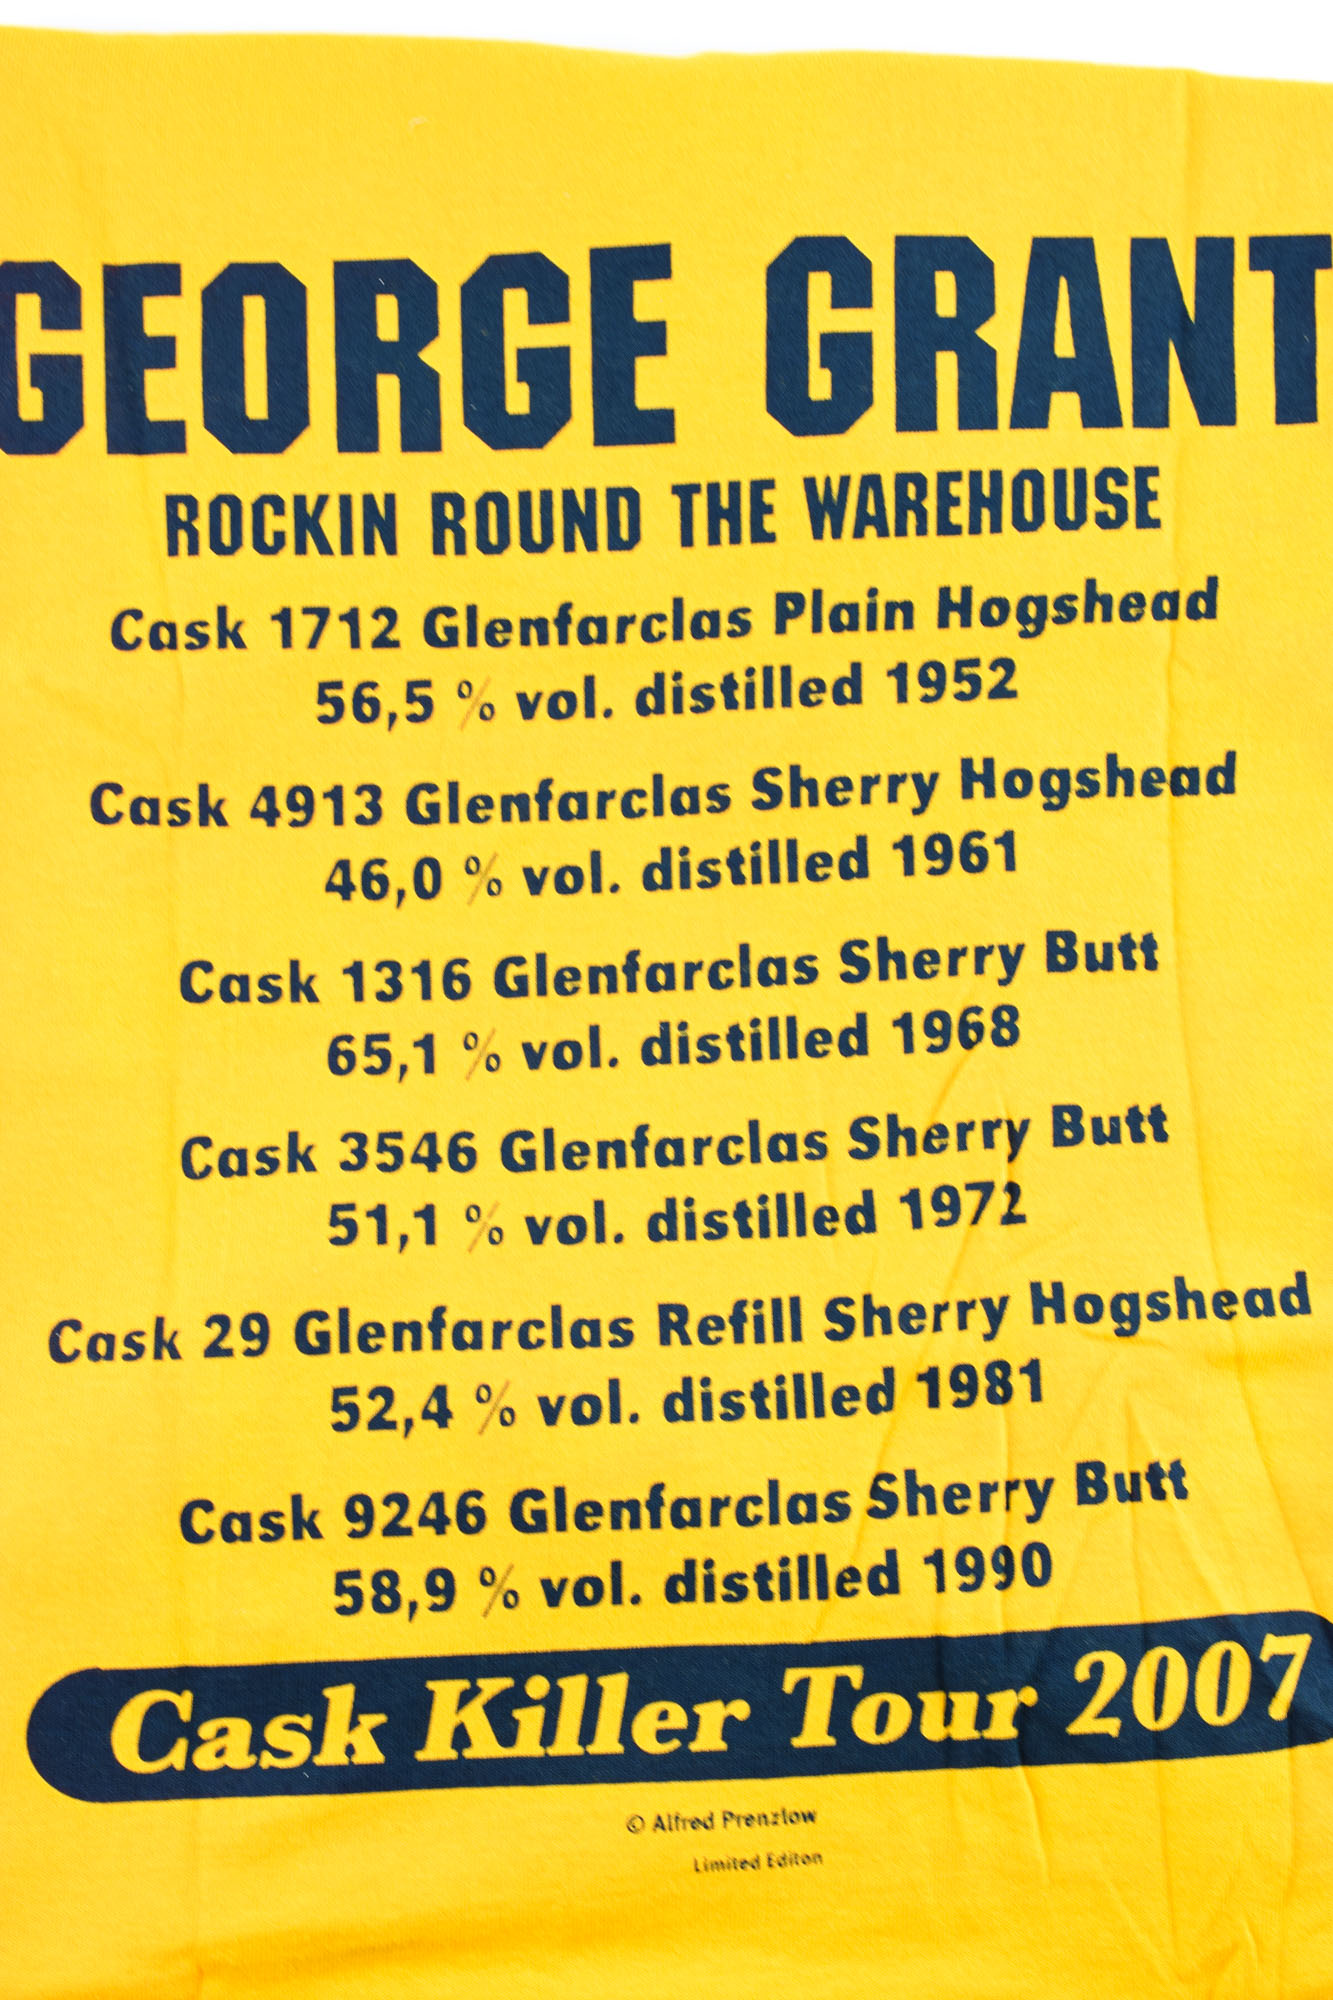 GEORGE GRANT
ROCKIN ROUND THE WAREHOUSE
Cask 1712 Glenfarclas Plain Hogshead
56,5 % vol. distilled 1952
Cask 4913 Glenfarclas Sherry Hogshead
46,0 % vol. distilled 1961
Cask 1316 Glenfarclas Sherry Butt
65,1 % vol. distilled 1968
Cask 3546 Glenfarclas Sherry Butt
51,1 % vol. distilled 1972
Cask 29 Glenfarclas Refill Sherry Hogshead
52,4 % vol. distilled 1981
Cask 9246 Glenfarclas Sherry Butt
58,9 % vol. distilled 1990
Cask Killer Tour 2007
© Alfred Prenzlow
Limited Editon